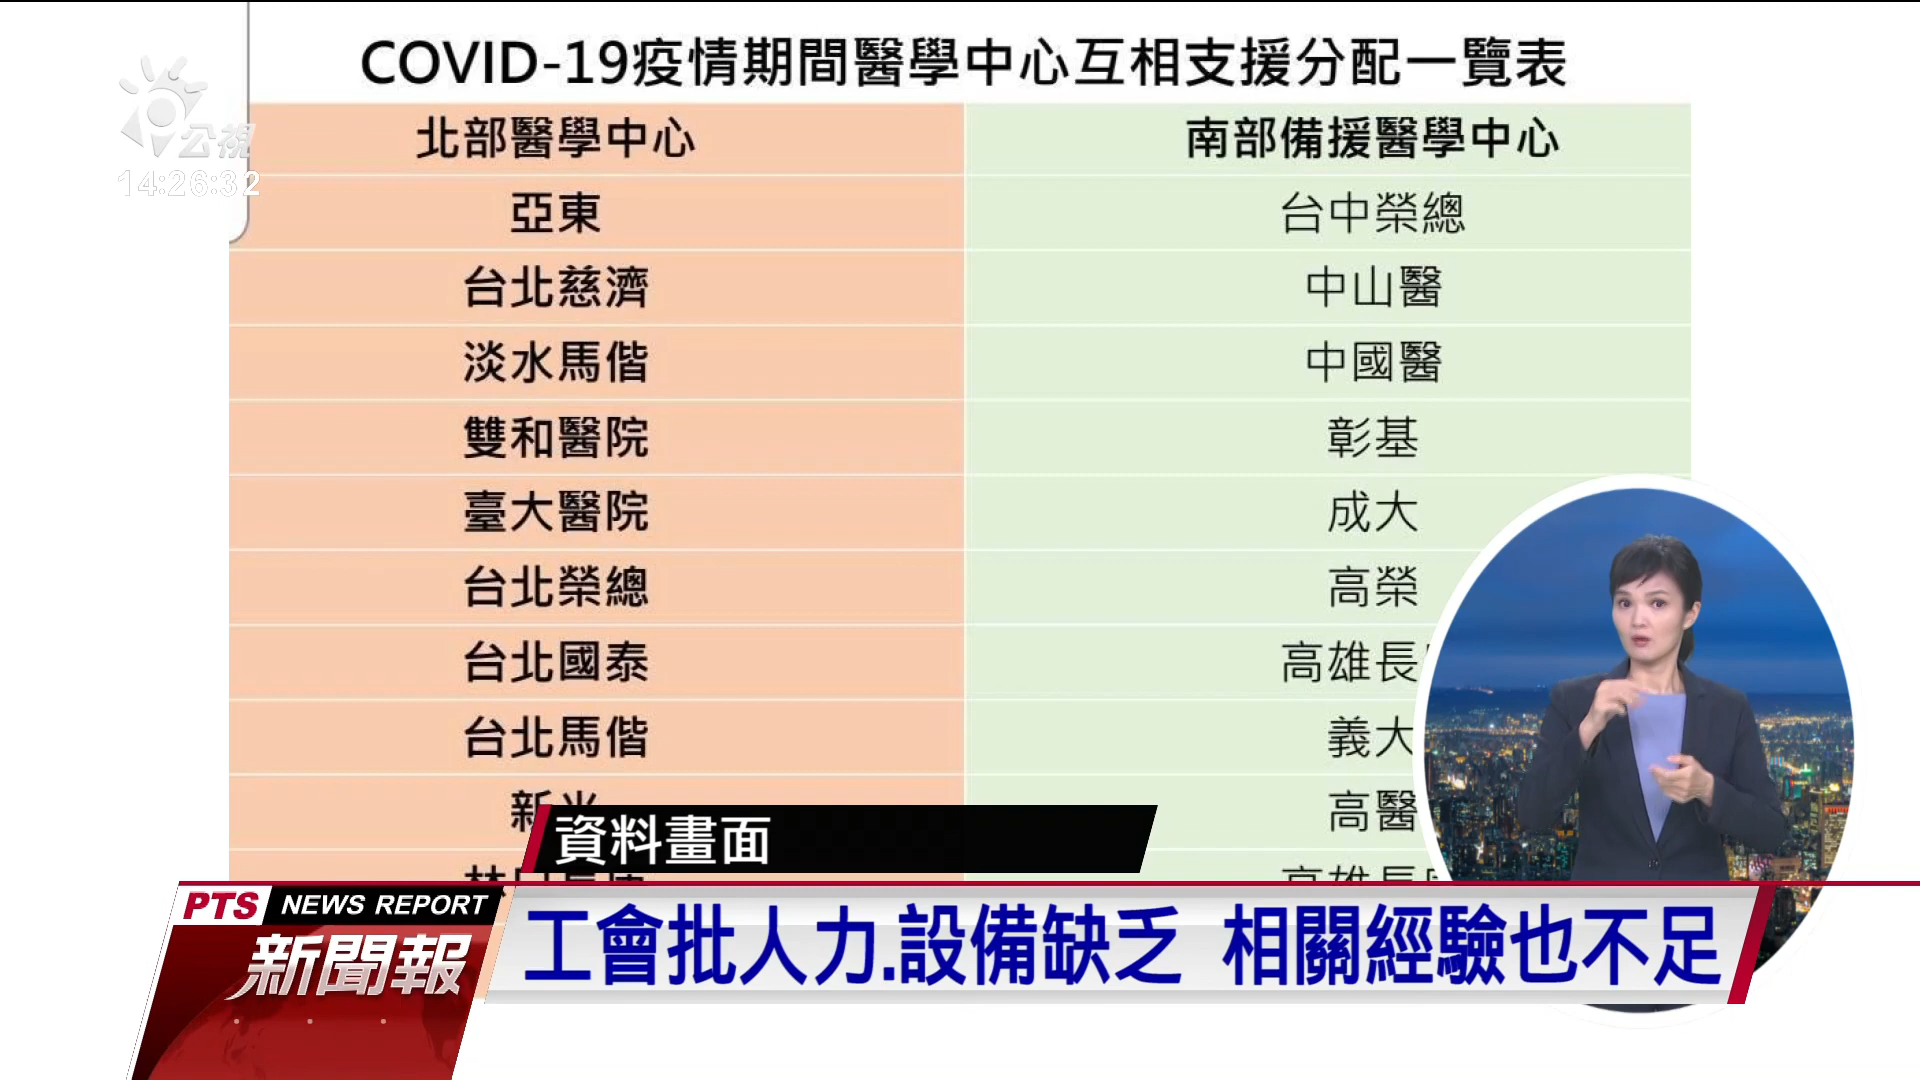 COVID-19疫情期間醫學中心互相支援分配一覽表
公視
14:26:32
北部醫學中心 南部備援醫學中心
亞東 台中榮總
台北慈濟 中山醫
淡水馬偕 中國醫
雙和醫院 彰基
臺大醫院 成大
台北榮總 高榮
台北國泰 高雄長
台北馬偕 義大
新光 高醫
資料畫面
PTS NEWS REPORT
新聞報
工會批人力.設備缺乏 相關經驗也不足